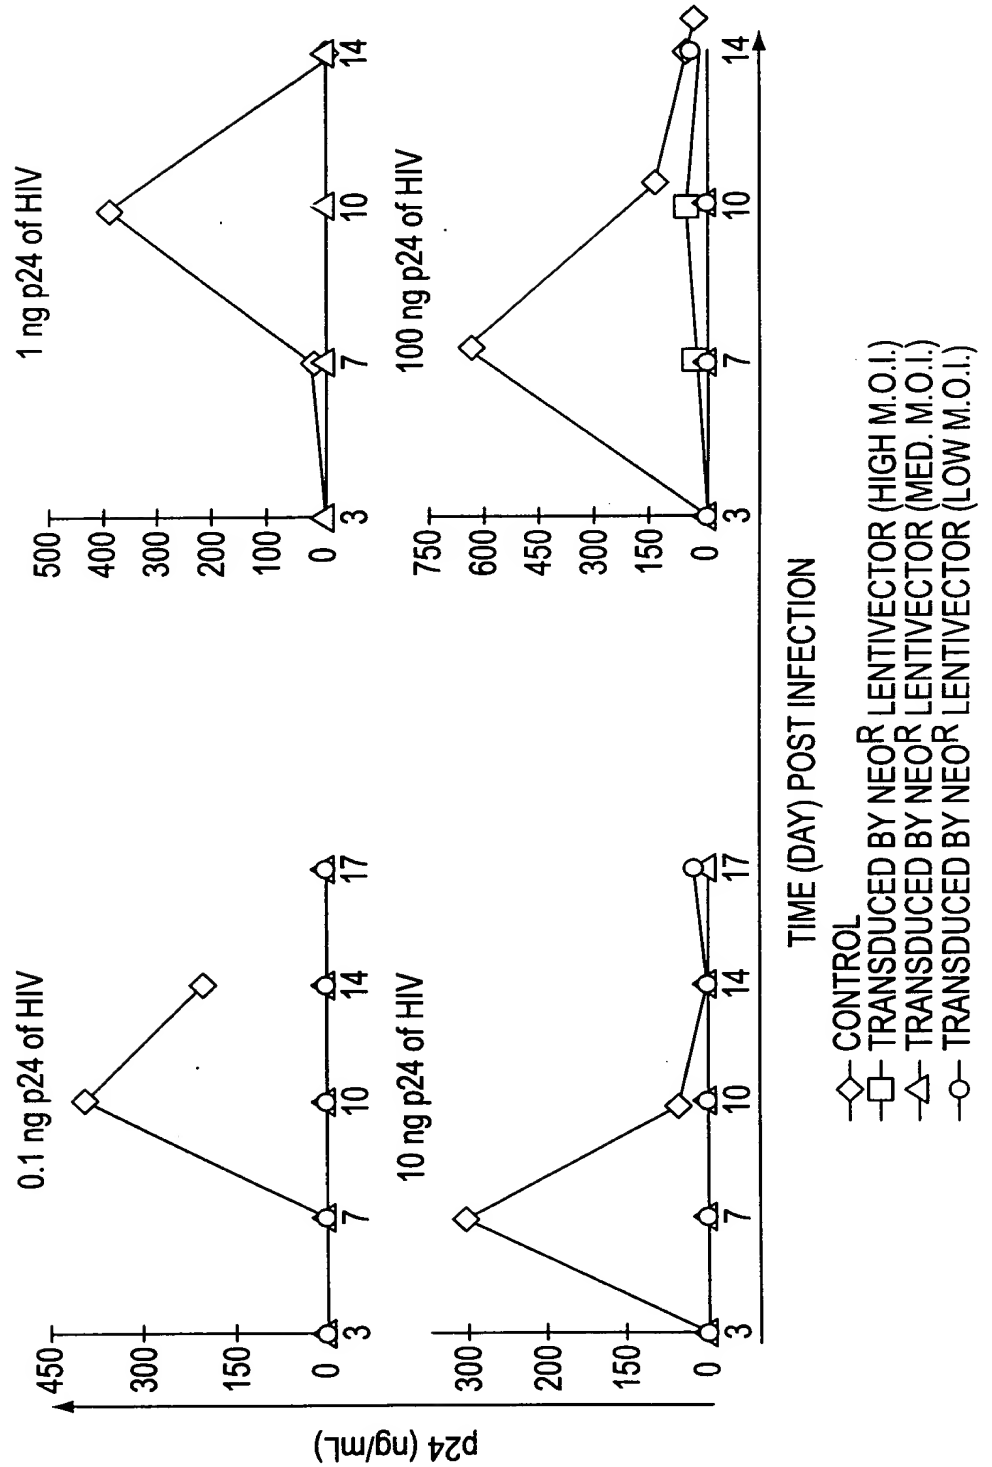 0.1 ng p24 of HIV
450
300
150
0
3 7 10 14 17
1 ng p24 of HIV
500
400
300
200
100
0
3 7 10 14
10 ng p24 of HIV
300
200
150
0
3 7 10 14 17
100 ng p24 of HIV
750
600
450
300
150
0
3 7 10 14
p24 (ng/mL)
TIME (DAY) POST INFECTION
CONTROL
TRANSDUCED BY NEOR LENTIVECTOR (HIGH M.O.I.)
TRANSDUCED BY NEOR LENTIVECTOR (MED. M.O.I.)
TRANSDUCED BY NEOR LENTIVECTOR (LOW M.O.I.)